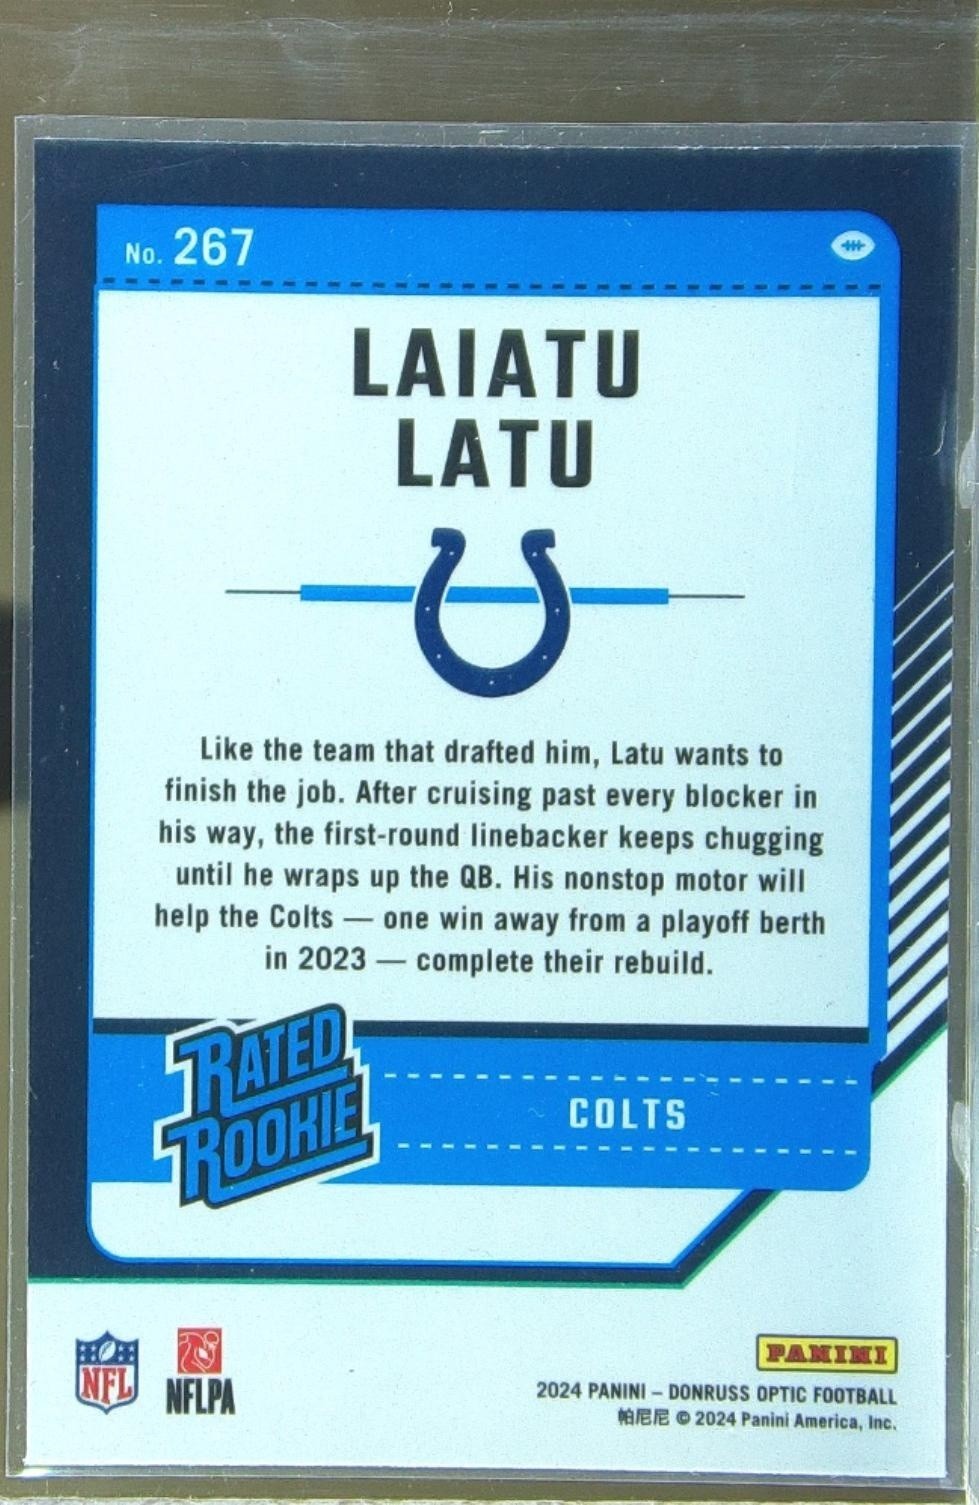 No. 267
LAIATU
LATU
Like the team that drafted him, Latu wants to
finish the job. After cruising past every blocker in
his way, the first-round linebacker keeps chugging
until he wraps up the QB. His nonstop motor will
help the Colts — one win away from a playoff berth
in 2023 — complete their rebuild.
RATED
ROOKIE
COLTS
NFL
NFLPA
PANINI
2024 PANINI – DONRUSS OPTIC FOOTBALL
帕尼尼 © 2024 Panini America, Inc.